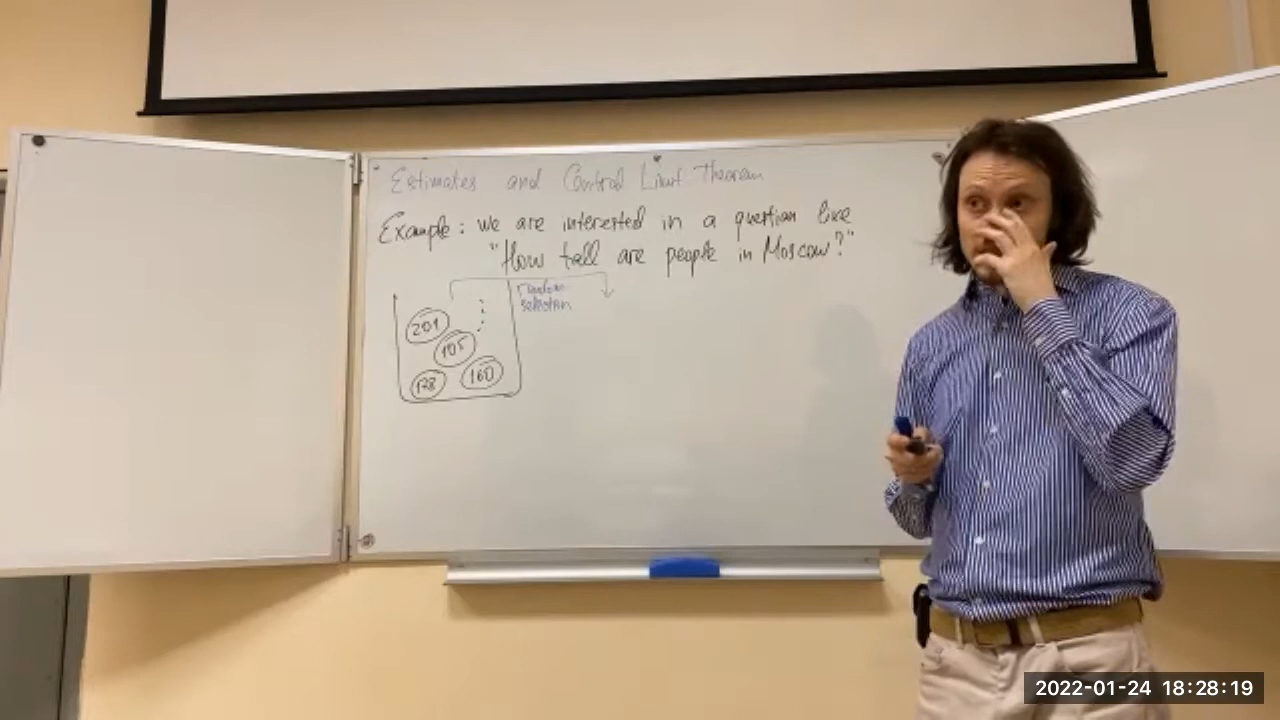 Estimates and Central Limit Theorem
Example: we are interested in a question like
"How tall are people in Moscow?"
random
selection
201
105
178
160
2022-01-24 18:28:19